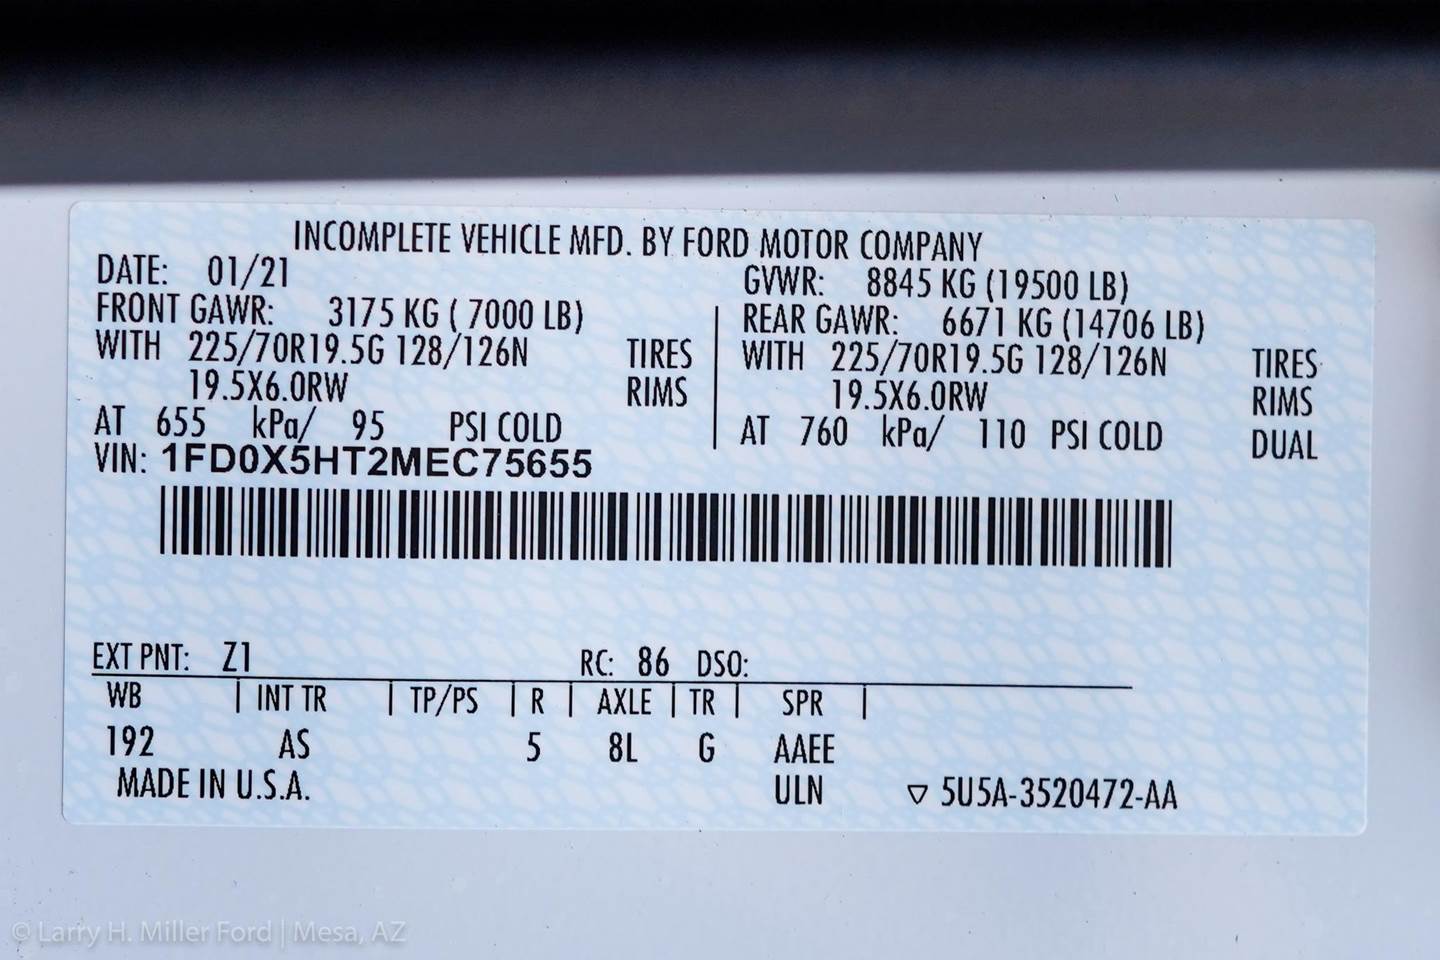 INCOMPLETE VEHICLE MFD. BY FORD MOTOR COMPANY
DATE: 01/21 GVWR: 8845 KG (19500 LB)
FRONT GAWR: 3175 KG ( 7000 LB) REAR GAWR: 6671 KG (14706 LB)
WITH 225/70R19.5G 128/126N TIRES WITH 225/70R19.5G 128/126N TIRES
19.5X6.0RW RIMS 19.5X6.0RW RIMS
AT 655 kPa/ 95 PSI COLD AT 760 kPa/ 110 PSI COLD DUAL
VIN: 1FD0X5HT2MEC75655
EXT PNT: Z1 RC: 86 DSO:
WB | INT TR | TP/PS | R | AXLE | TR | SPR |
192 AS 5 8L G AAEE
MADE IN U.S.A. ULN ▽ 5U5A-3520472-AA
© Larry H. Miller Ford | Mesa, AZ